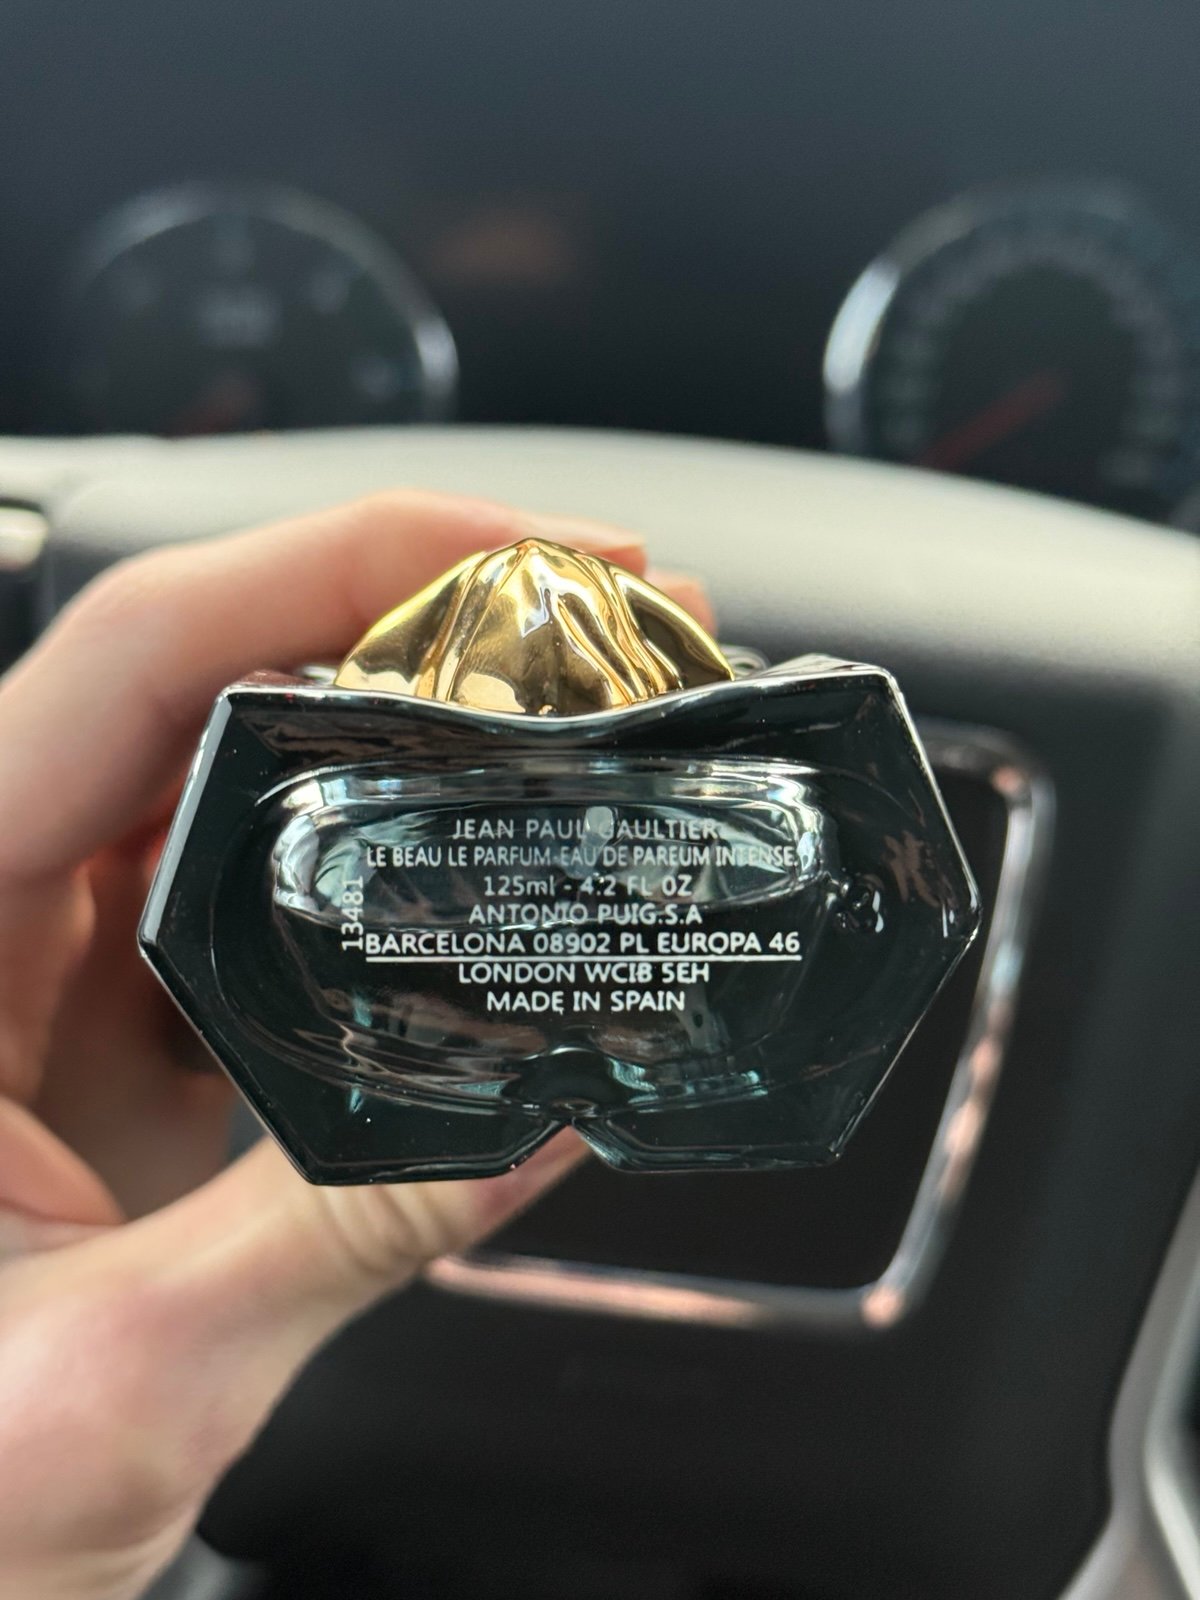 JEAN PAUL GAULTIER
LE BEAU LE PARFUM-EAU DE PAREUM INTENSE.
125ml - 4.2 FL OZ
ANTONIO PUIG.S.A
BARCELONA 08902 PL EUROPA 46
LONDON WCIB 5EH
MADE IN SPAIN
13481